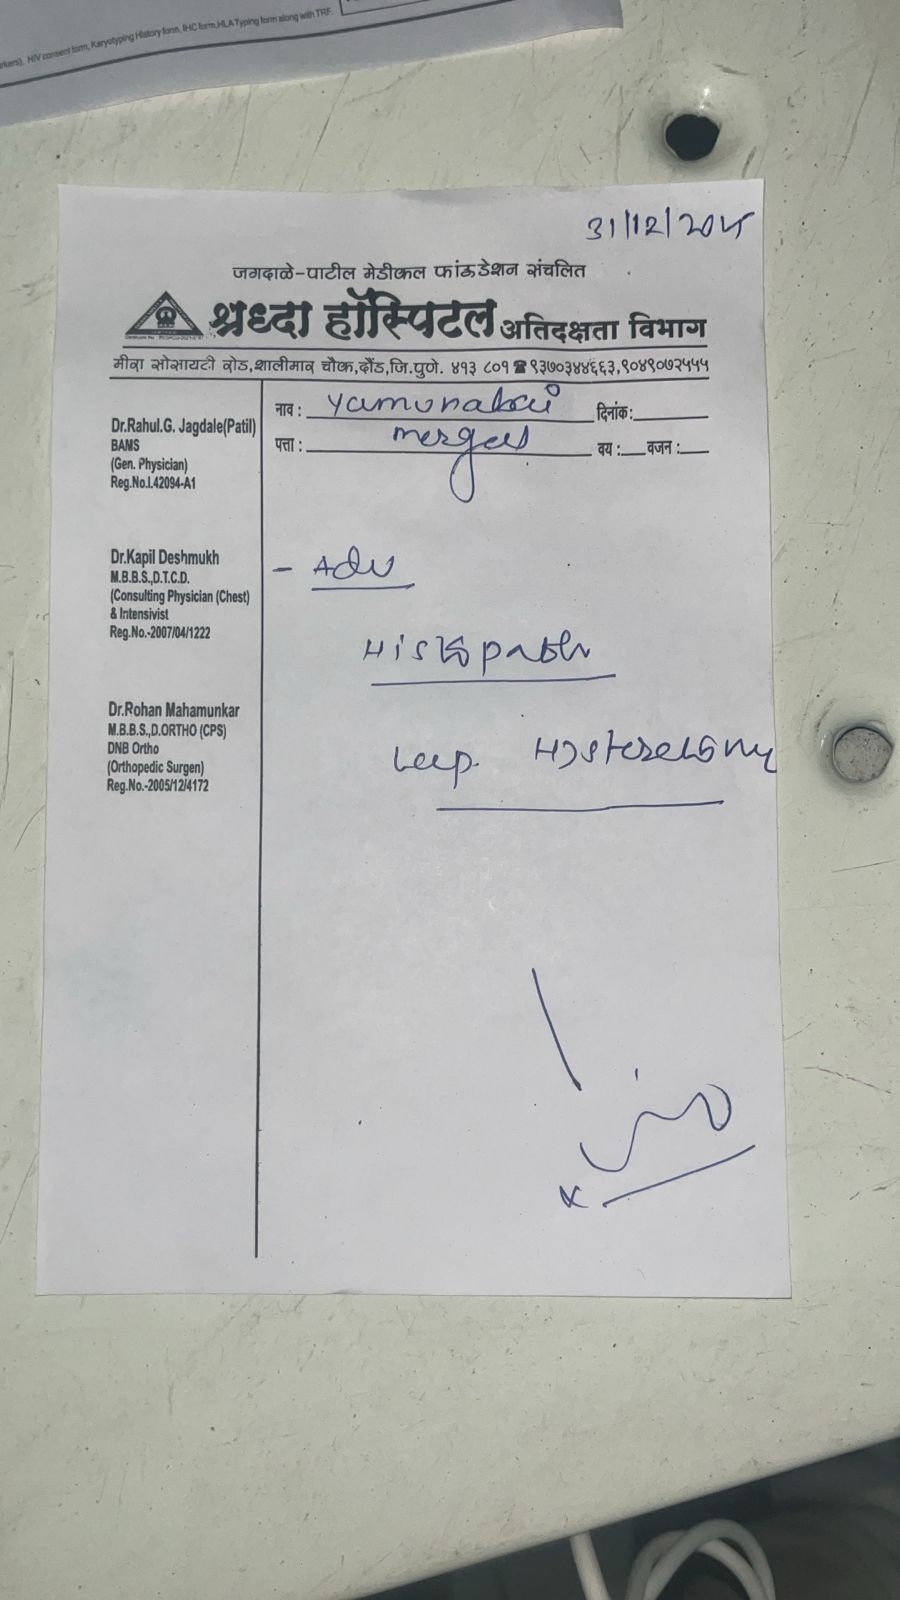 rkers), HIV consent form, Karyotyping History form, IHC form, HLA Typing form along with TRF.
31/12/2025
जगदाळे-पाटील मेडीकल फांऊडेशन संचलित
श्रध्दा हॉस्पिटल अतिदक्षता विभाग
मीरा सोसायटी रोड,शालीमार चौक,दौंड,जि.पुणे. ४१३ ८०१ ☎ ९३७०३४४६६३,९०४९०७२५५५
नाव : Yamunabai दिनांक:
पत्ता : वय : वजन :
Dr.Rahul.G. Jagdale(Patil)
BAMS
(Gen. Physician)
Reg.No.I.42094-A1
Dr.Kapil Deshmukh
M.B.B.S.,D.T.C.D.
(Consulting Physician (Chest)
& Intensivist
Reg.No.-2007/04/1222
Dr.Rohan Mahamunkar
M.B.B.S.,D.ORTHO (CPS)
DNB Ortho
(Orthopedic Surgen)
Reg.No.-2005/12/4172
- Adv
Histopath